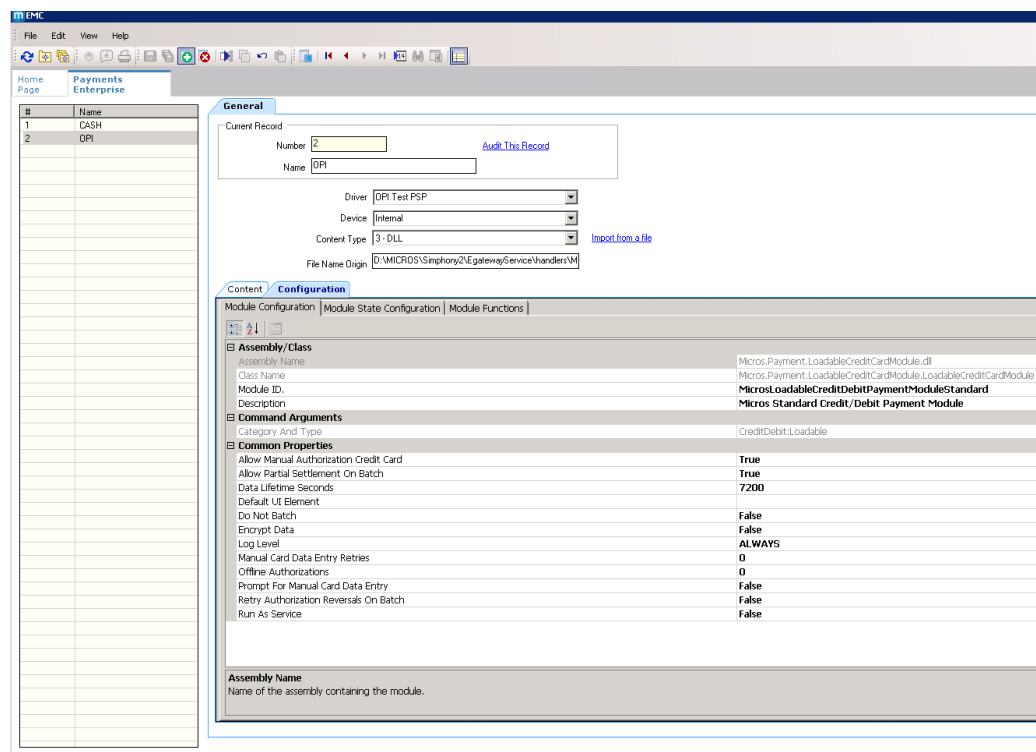 m EMC
File Edit View Help
Home Page
Payments Enterprise
# Name
1 CASH
2 OPI
General
Current Record
Number 2 Audit This Record
Name OPI
Driver OPI Test PSP
Device Internal
Content Type 3 - DLL Import from a file
File Name Origin D:\MICROS\Simphony2\EgatewayService\handlers\M
Content Configuration
Module Configuration Module State Configuration Module Functions
Assembly/Class
Assembly Name Micros.Payment.LoadableCreditCardModule.dll
Class Name Micros.Payment.LoadableCreditCardModule.LoadableCreditCardModule
Module ID. MicrosLoadableCreditDebitPaymentModuleStandard
Description Micros Standard Credit/Debit Payment Module
Command Arguments
Category And Type CreditDebit:Loadable
Common Properties
Allow Manual Authorization Credit Card True
Allow Partial Settlement On Batch True
Data Lifetime Seconds 7200
Default UI Element
Do Not Batch False
Encrypt Data False
Log Level ALWAYS
Manual Card Data Entry Retries 0
Offline Authorizations 0
Prompt For Manual Card Data Entry False
Retry Authorization Reversals On Batch False
Run As Service False
Assembly Name
Name of the assembly containing the module.